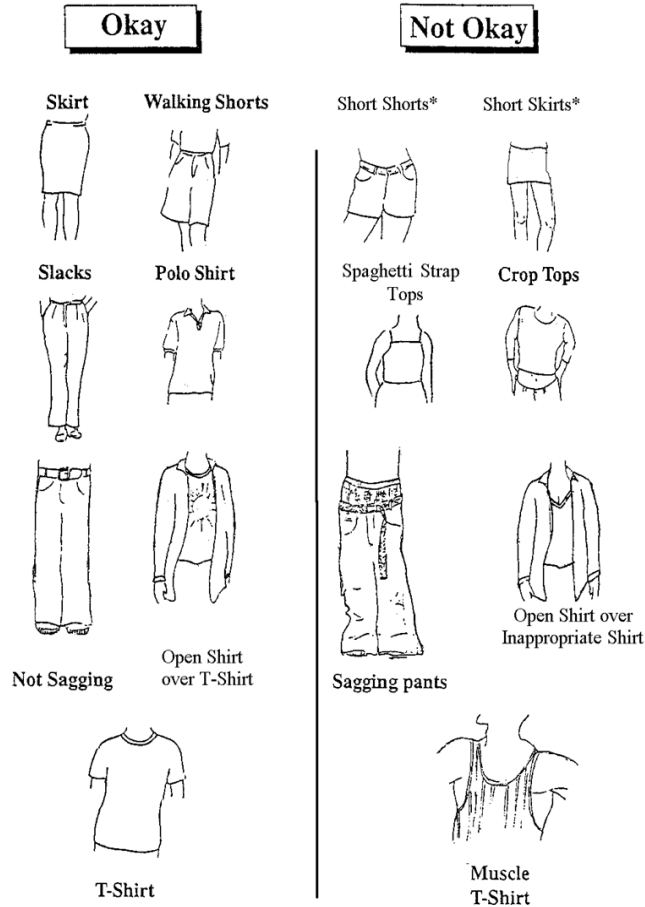 Okay
Skirt
Walking Shorts
Slacks
Polo Shirt
Not Sagging
Open Shirt
over T-Shirt
T-Shirt
Not Okay
Short Shorts*
Short Skirts*
Spaghetti Strap
Tops
Crop Tops
Sagging pants
Open Shirt over
Inappropriate Shirt
Muscle
T-Shirt